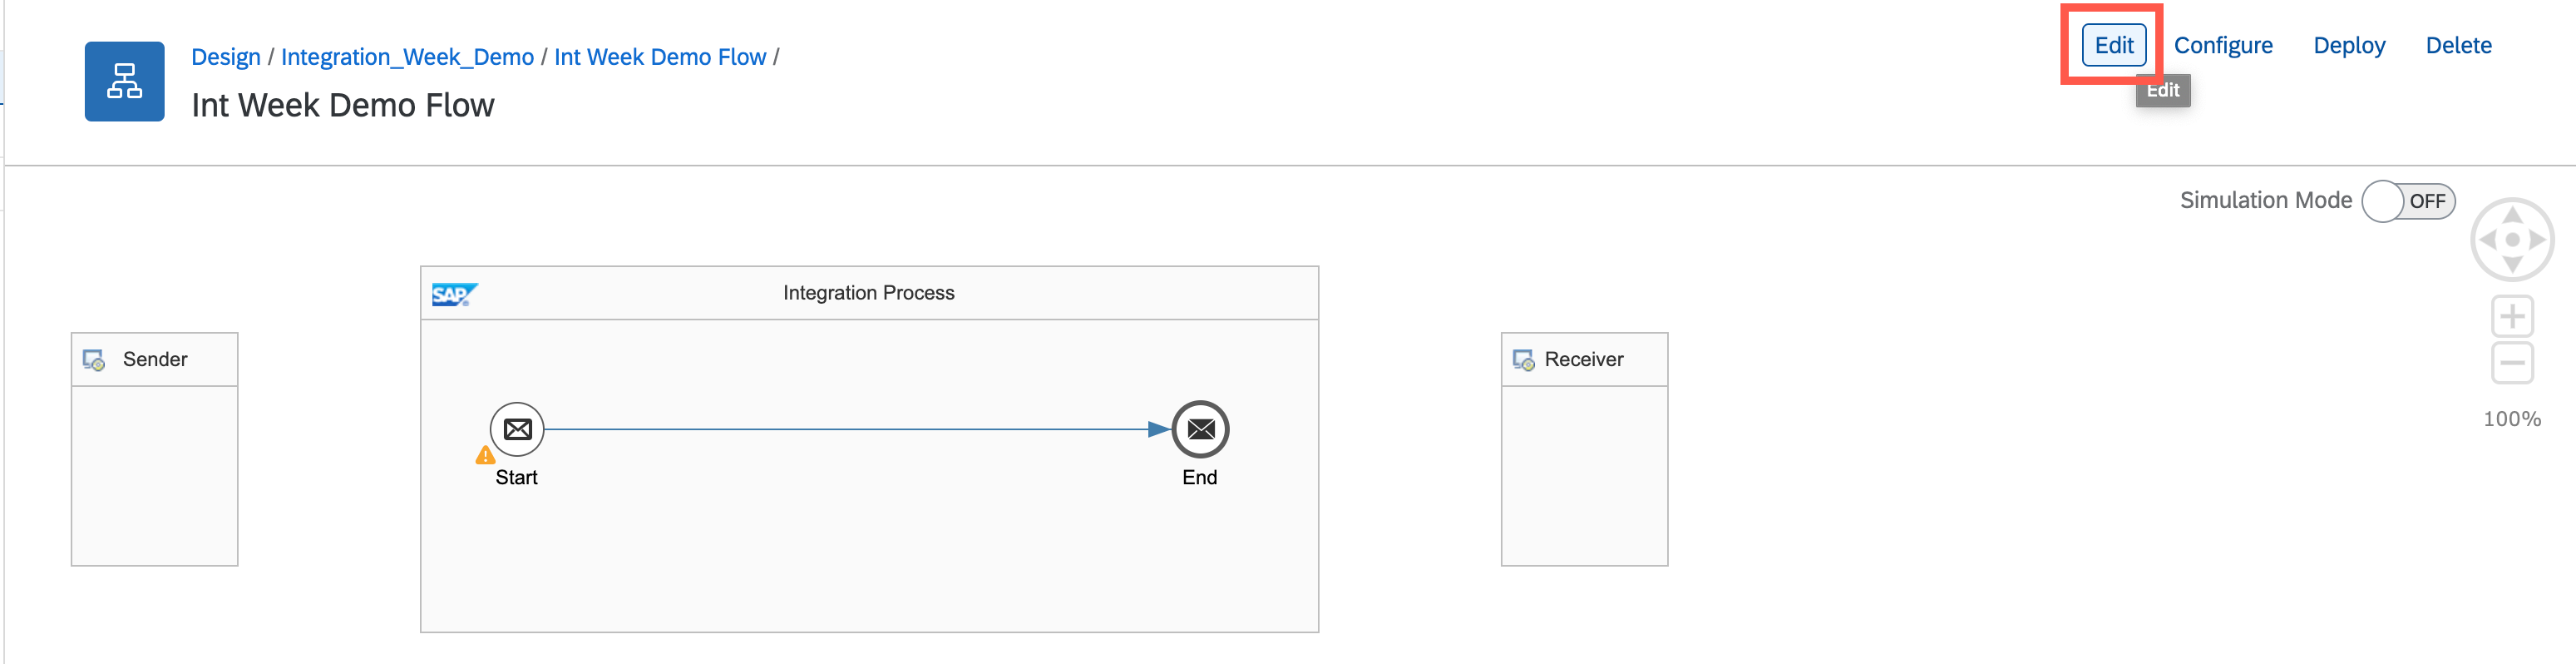 Design / Integration_Week_Demo / Int Week Demo Flow /
Int Week Demo Flow
Edit Configure Deploy Delete
Edit
Simulation Mode OFF
SAP Integration Process
Sender
Receiver
Start
End
100%